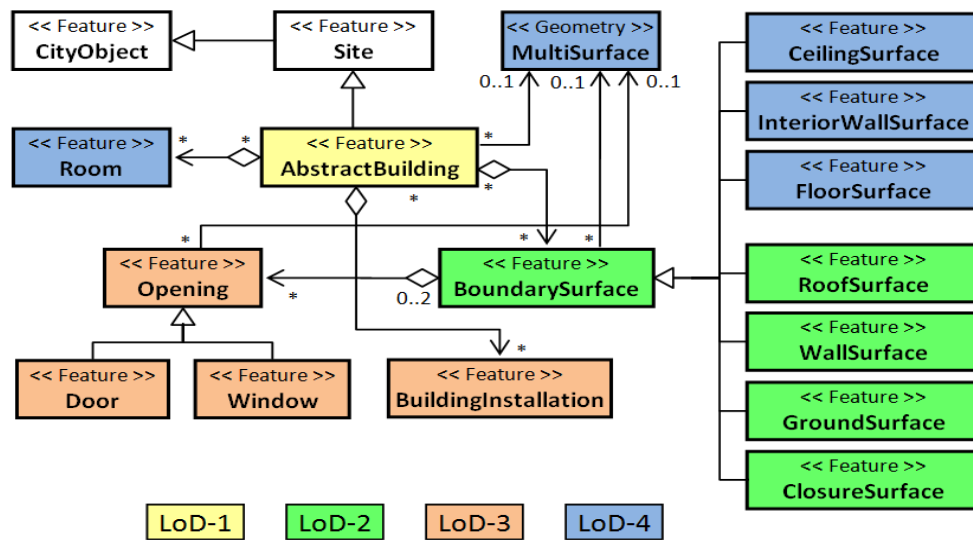 << Feature >>
CityObject
<< Feature >>
Site
<< Geometry >>
MultiSurface
<< Feature >>
CeilingSurface
0..1
0..1
0..1
<< Feature >>
InteriorWallSurface
<< Feature >>
Room
*
*
<< Feature >>
AbstractBuilding
*
*
*
<< Feature >>
FloorSurface
*
*
*
<< Feature >>
Opening
*
0..2
<< Feature >>
BoundarySurface
<< Feature >>
RoofSurface
<< Feature >>
WallSurface
*
<< Feature >>
Door
<< Feature >>
Window
<< Feature >>
BuildingInstallation
<< Feature >>
GroundSurface
<< Feature >>
ClosureSurface
LoD-1
LoD-2
LoD-3
LoD-4